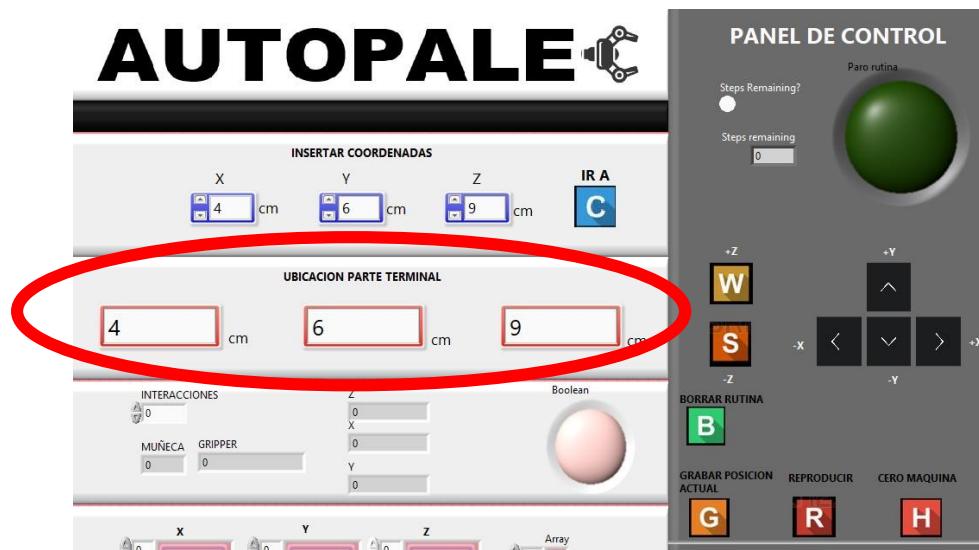 AUTOPALE
INSERTAR COORDENADAS
X Y Z IR A
4 cm 6 cm 9 cm C
UBICACION PARTE TERMINAL
4 cm 6 cm 9 cm
INTERACCIONES
0
MUÑECA GRIPPER
0 0
Z
0
X
0
Y
0
Boolean
X Y Z Array
0 0 0
PANEL DE CONTROL
Paro rutina
Steps Remaining?
Steps remaining
0
+Z
W
S
-Z
+Y
-X +X
-Y
BORRAR RUTINA
B
GRABAR POSICION
ACTUAL
G
REPRODUCIR
R
CERO MAQUINA
H